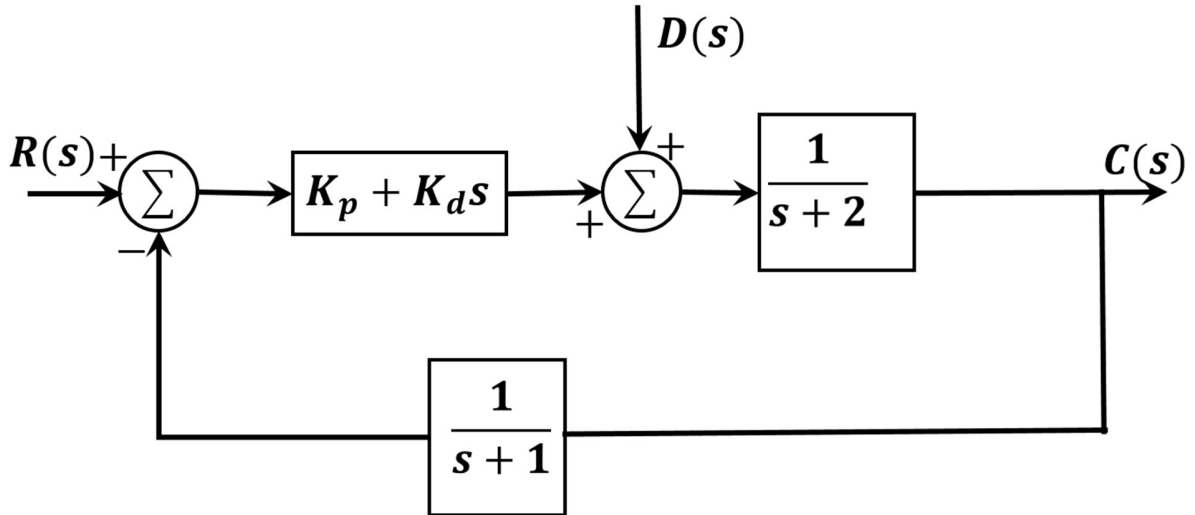 D(s)
R(s) + Σ K_p + K_d s + Σ + 1/(s + 2) C(s)
−
1/(s + 1)